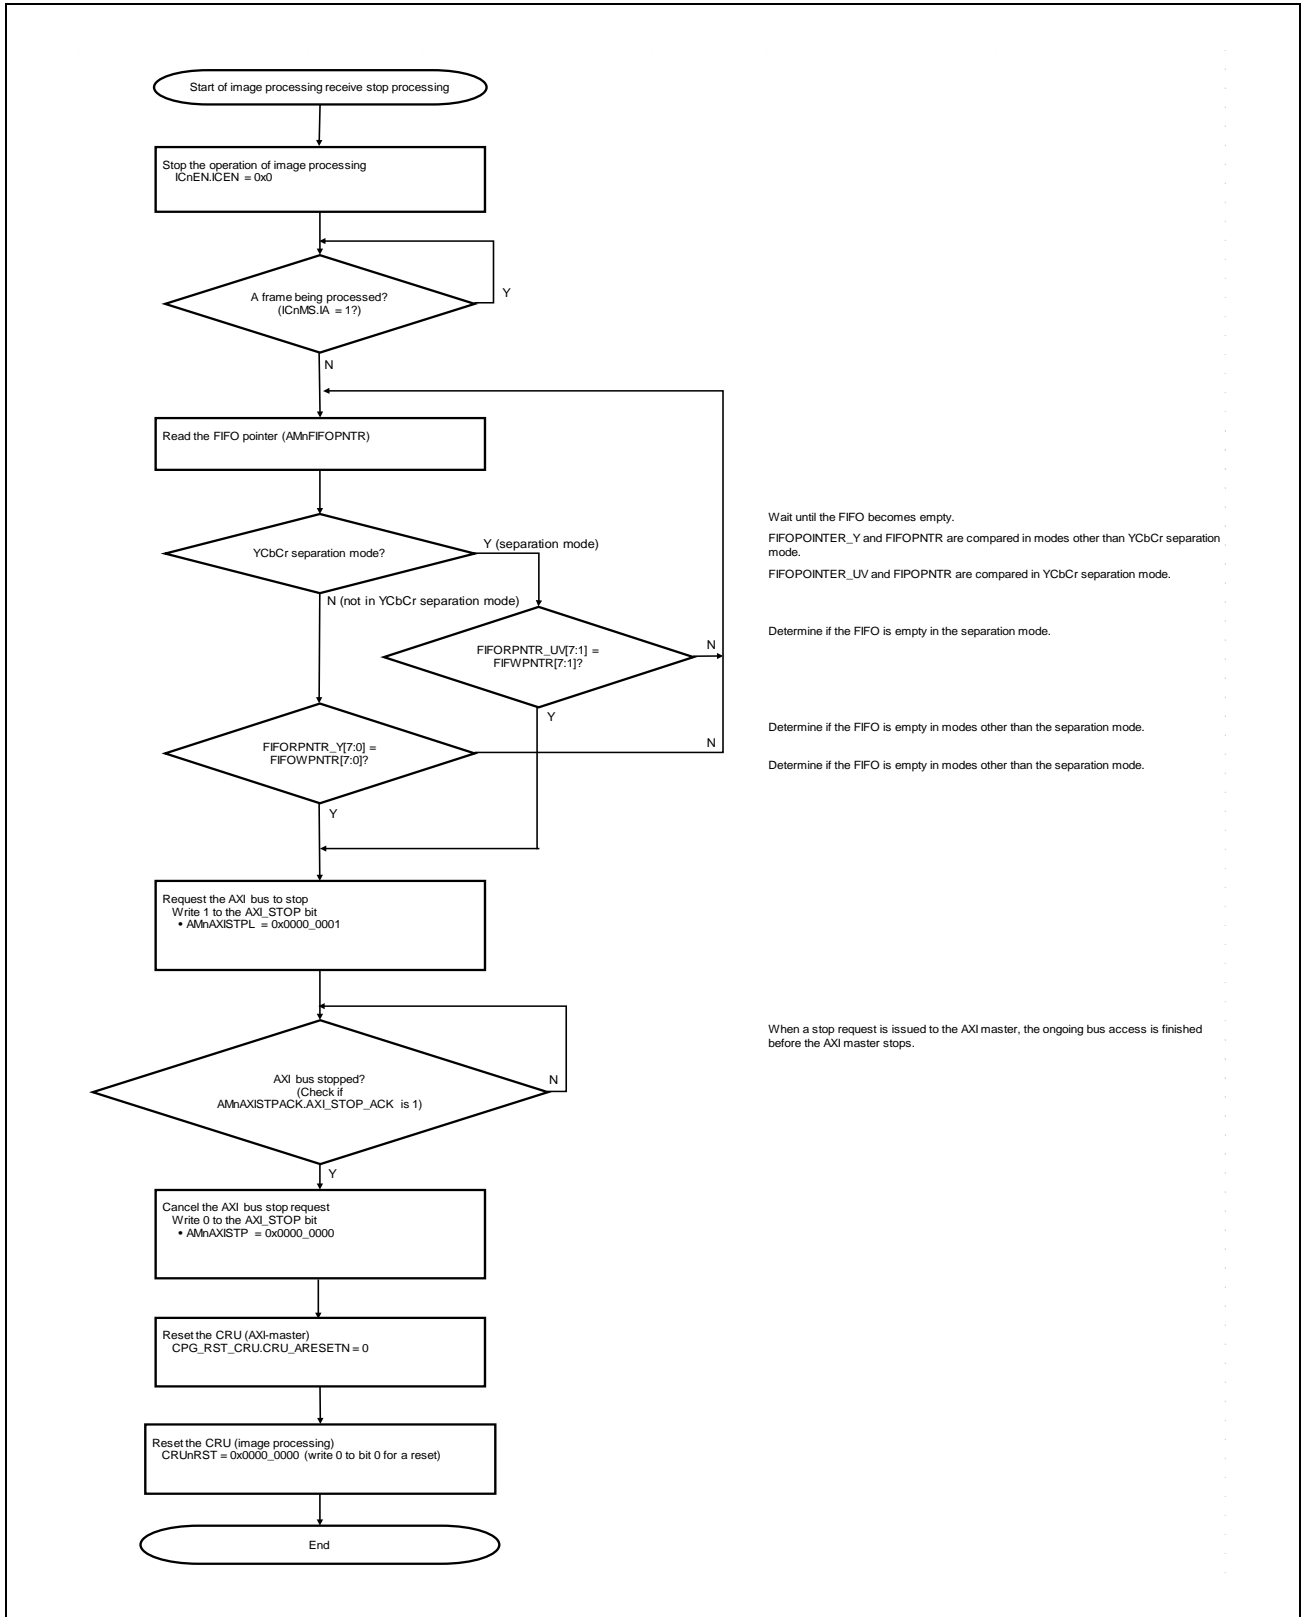 Start of image processing receive stop processing
Stop the operation of image processing
ICnEN.ICEN = 0x0
A frame being processed?
(ICnMS.IA = 1?)
Y
N
Read the FIFO pointer (AMnFIFOPNTR)
Wait until the FIFO becomes empty.
FIFOPOINTER_Y and FIFOPNTR are compared in modes other than YCbCr separation
mode.
FIFOPOINTER_UV and FIPOPNTR are compared in YCbCr separation mode.
YCbCr separation mode?
Y (separation mode)
N (not in YCbCr separation mode)
Determine if the FIFO is empty in the separation mode.
FIFORPNTR_UV[7:1] =
FIFWPNTR[7:1]?
N
Y
Determine if the FIFO is empty in modes other than the separation mode.
FIFORPNTR_Y[7:0] =
FIFOWPNTR[7:0]?
N
Determine if the FIFO is empty in modes other than the separation mode.
Y
Request the AXI bus to stop
Write 1 to the AXI_STOP bit
• AMnAXISTPL = 0x0000_0001
When a stop request is issued to the AXI master, the ongoing bus access is finished
before the AXI master stops.
AXI bus stopped?
(Check if
AMnAXISTPACK.AXI_STOP_ACK is 1)
N
Y
Cancel the AXI bus stop request
Write 0 to the AXI_STOP bit
• AMnAXISTP = 0x0000_0000
Reset the CRU (AXI-master)
CPG_RST_CRU.CRU_ARESETN = 0
Reset the CRU (image processing)
CRUnRST = 0x0000_0000 (write 0 to bit 0 for a reset)
End